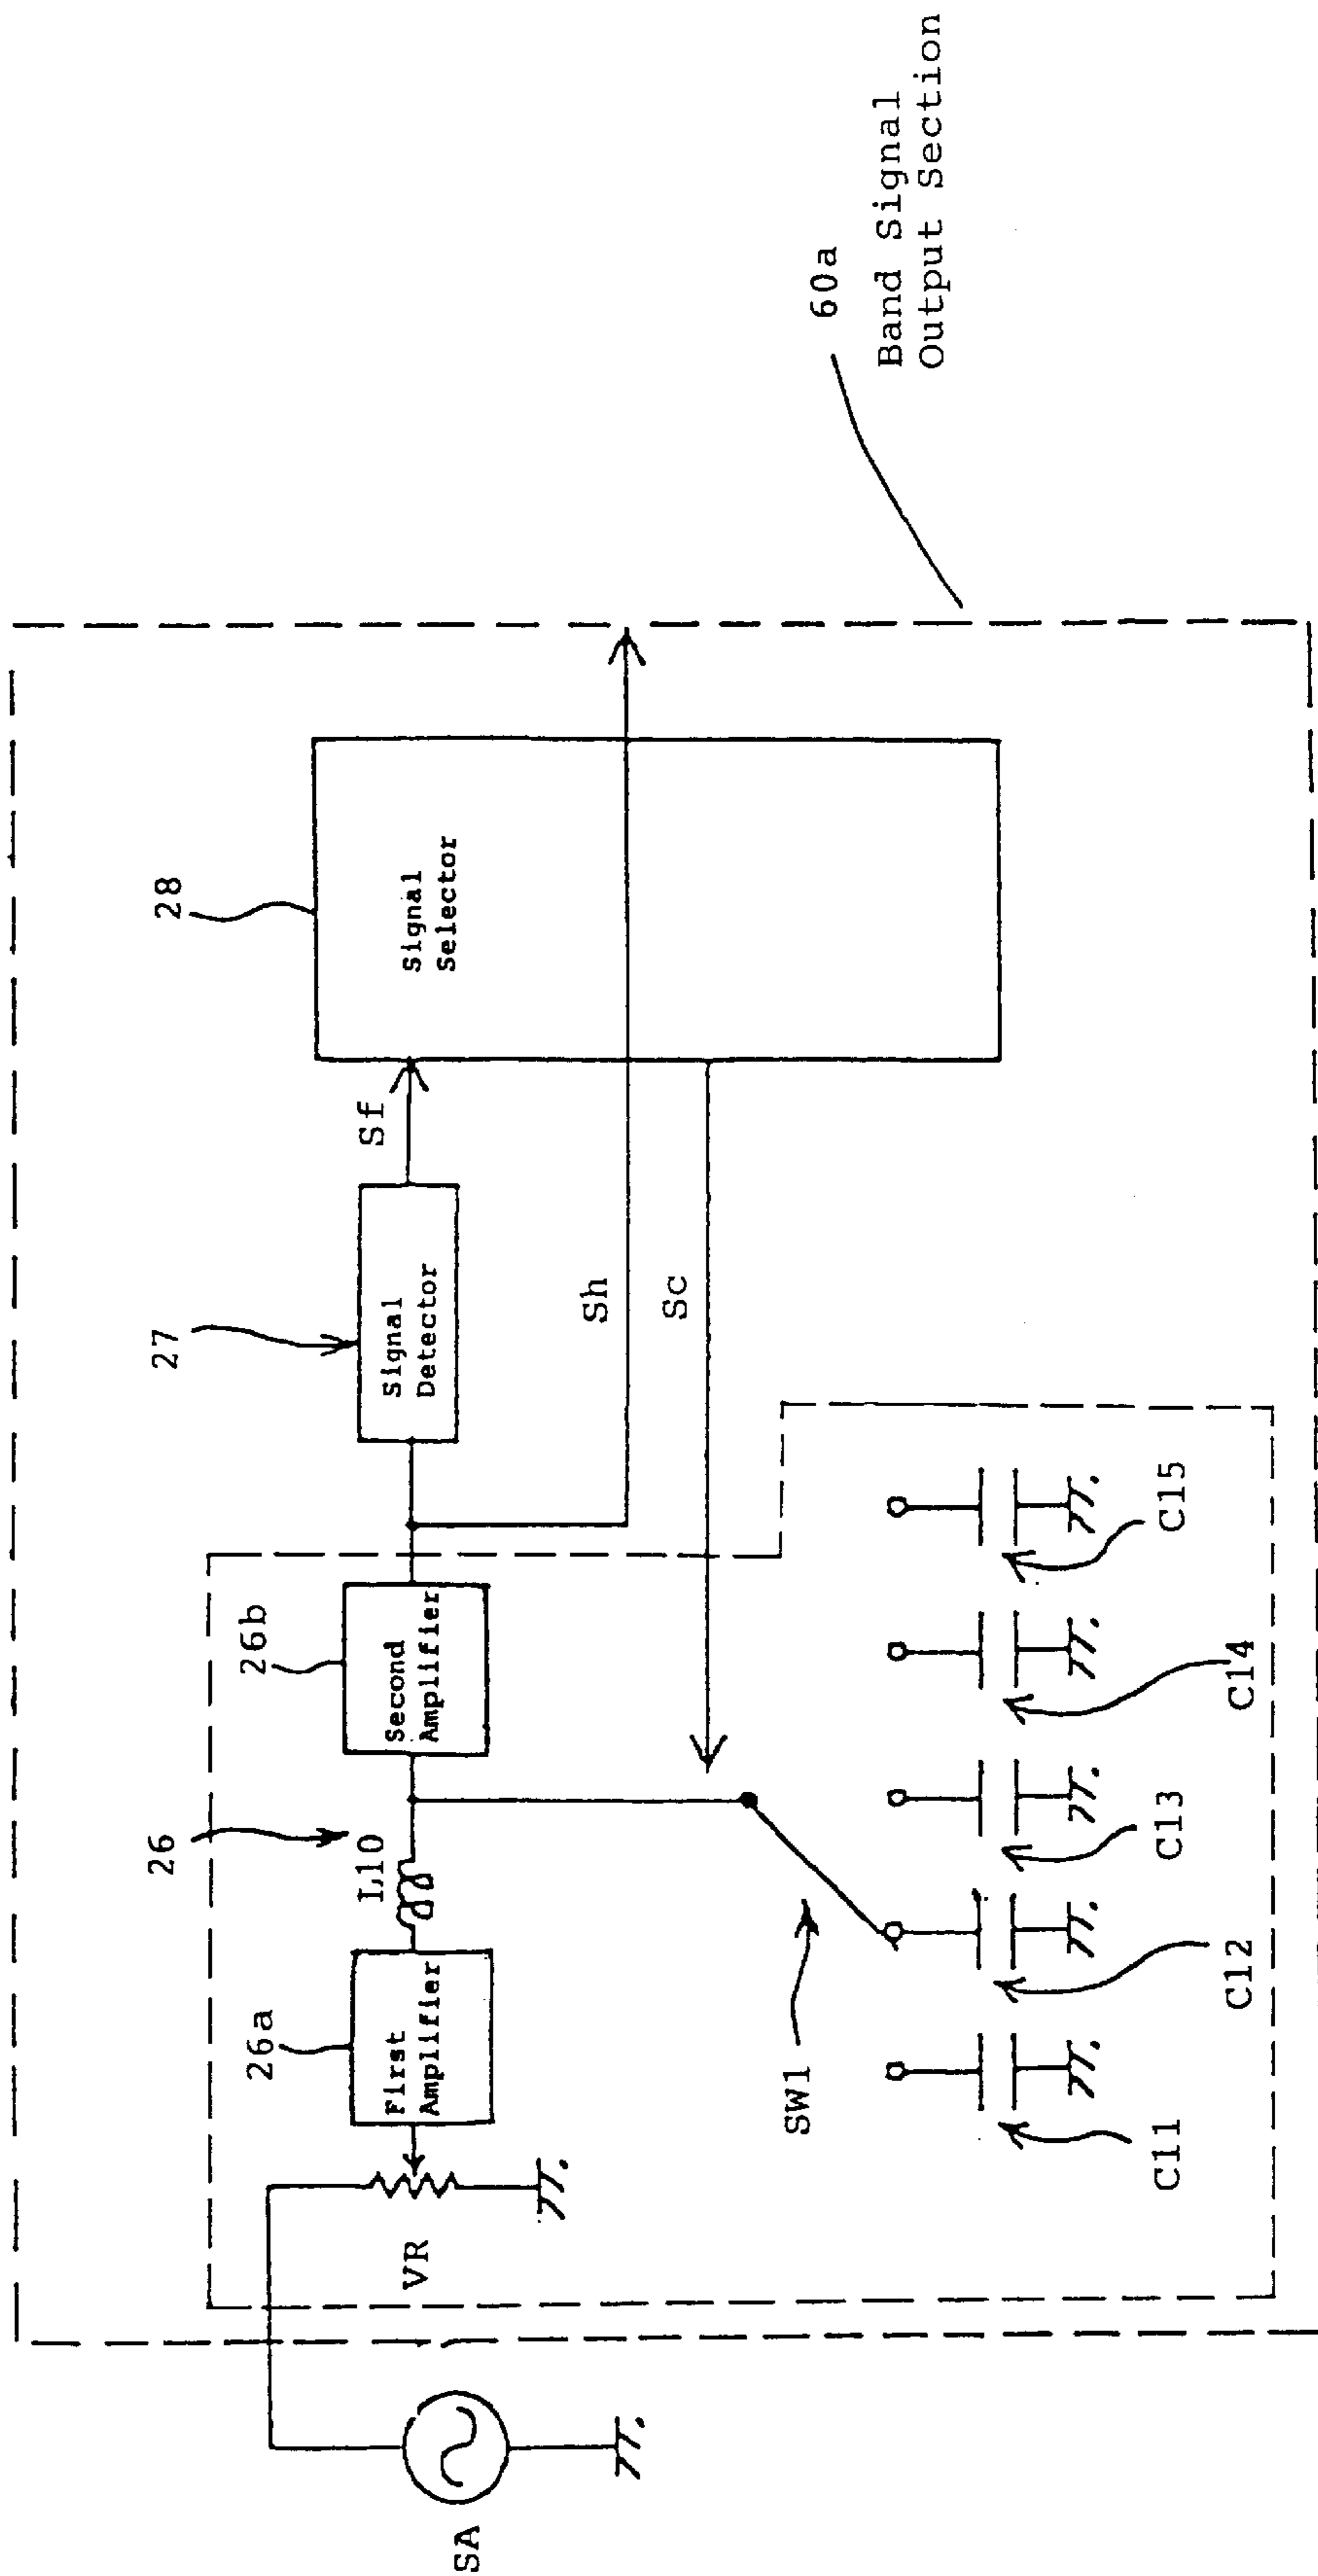 60a
Band Signal
Output Section
28
Signal
Selector
27
Signal
Detector
Sf
Sh
Sc
26b
Second
Amplifier
26
L10
26a
First
Amplifier
VR
SA
SW1
C11
C12
C13
C14
C15